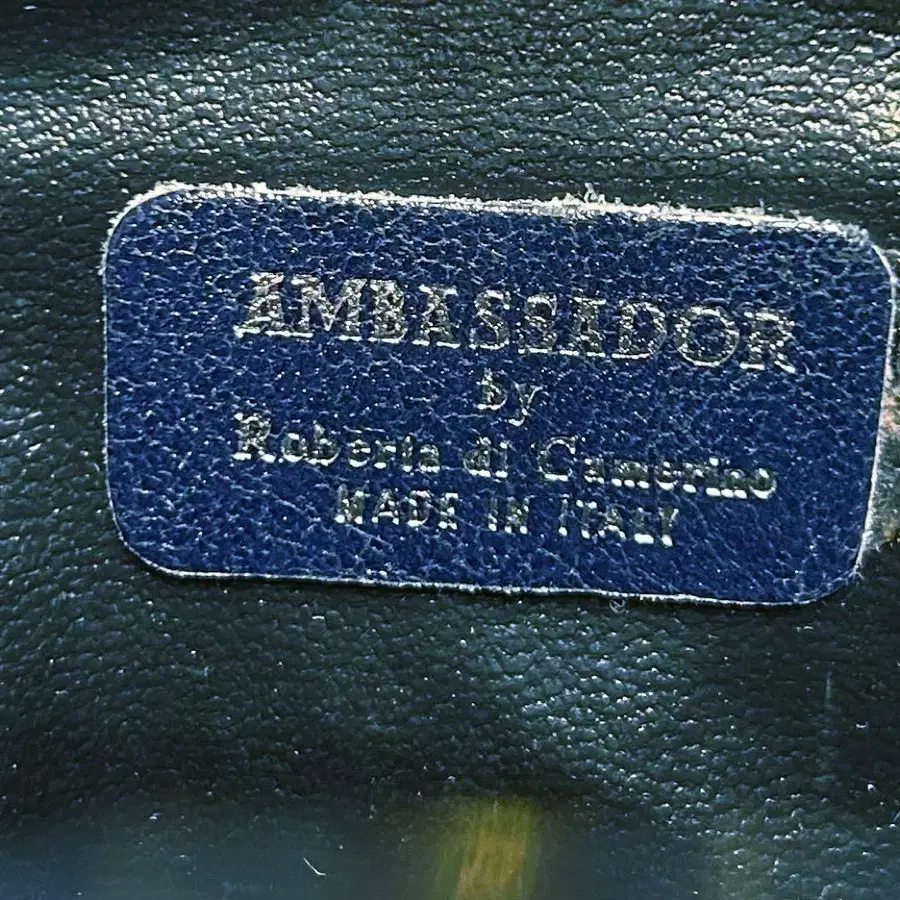 AMBASSADOR
by
Roberta di Camerino
MADE IN ITALY